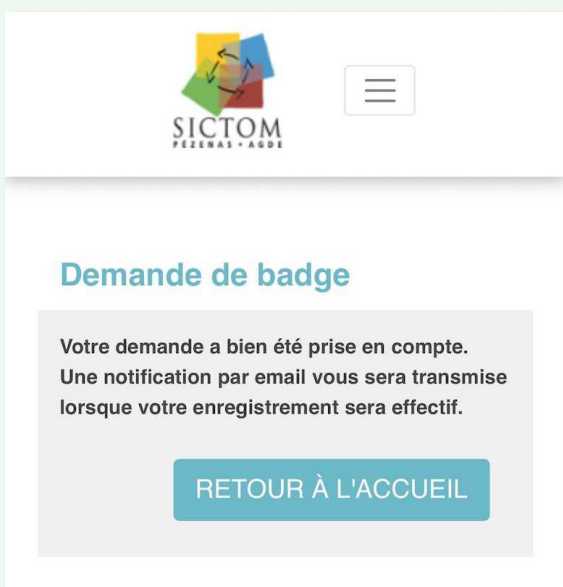 SICTOM
PÉZENAS • AGDE
Demande de badge
Votre demande a bien été prise en compte.
Une notification par email vous sera transmise
lorsque votre enregistrement sera effectif.
RETOUR À L'ACCUEIL